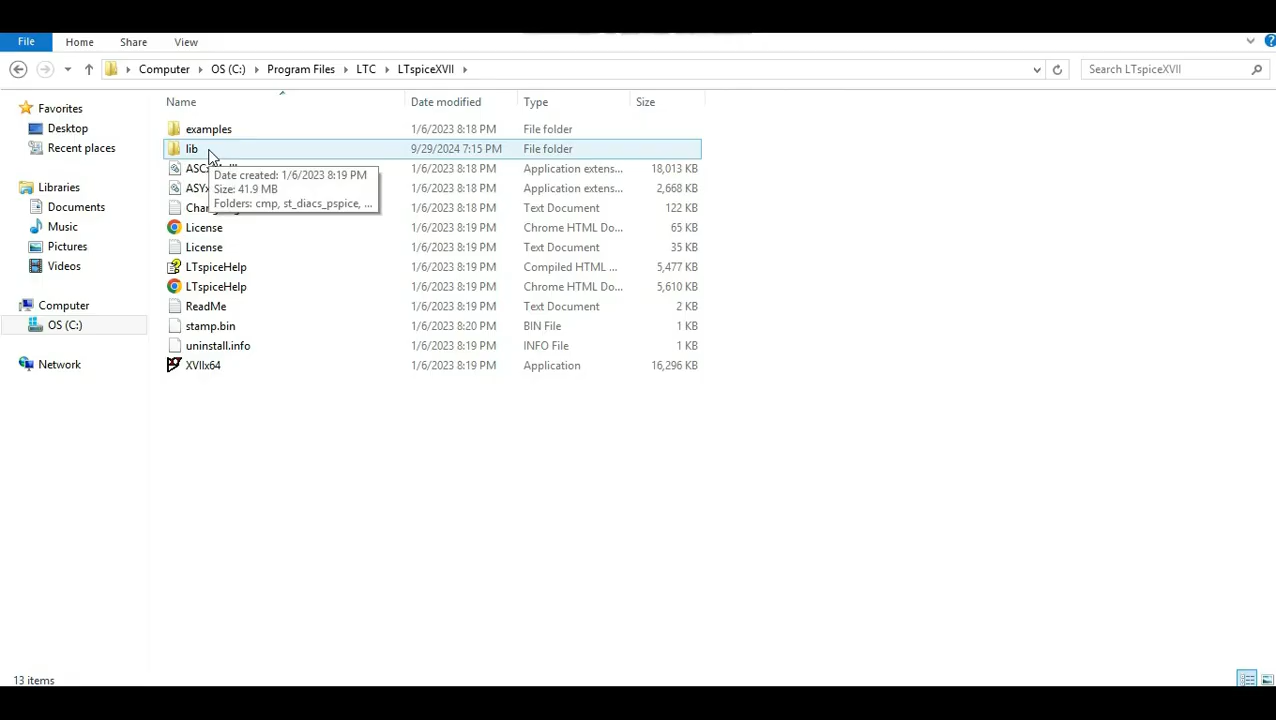 File Home Share View
Computer OS (C:) Program Files LTC LTspiceXVII Search LTspiceXVII
Name Date modified Type Size
Favorites
Desktop
Recent places
Libraries
Documents
Music
Pictures
Videos
Computer
OS (C:)
Network
examples 1/6/2023 8:18 PM File folder
lib 9/29/2024 7:15 PM File folder
1/6/2023 8:18 PM Application extens... 18,013 KB
1/6/2023 8:18 PM Application extens... 2,668 KB
1/6/2023 8:18 PM Text Document 122 KB
License 1/6/2023 8:19 PM Chrome HTML Do... 65 KB
License 1/6/2023 8:19 PM Text Document 35 KB
LTspiceHelp 1/6/2023 8:19 PM Compiled HTML ... 5,477 KB
LTspiceHelp 1/6/2023 8:19 PM Chrome HTML Do... 5,610 KB
ReadMe 1/6/2023 8:19 PM Text Document 2 KB
stamp.bin 1/6/2023 8:20 PM BIN File 1 KB
uninstall.info 1/6/2023 8:19 PM INFO File 1 KB
XVIIx64 1/6/2023 8:19 PM Application 16,296 KB
Date created: 1/6/2023 8:19 PM
Size: 41.9 MB
Folders: cmp, st_diacs_pspice, ...
13 items